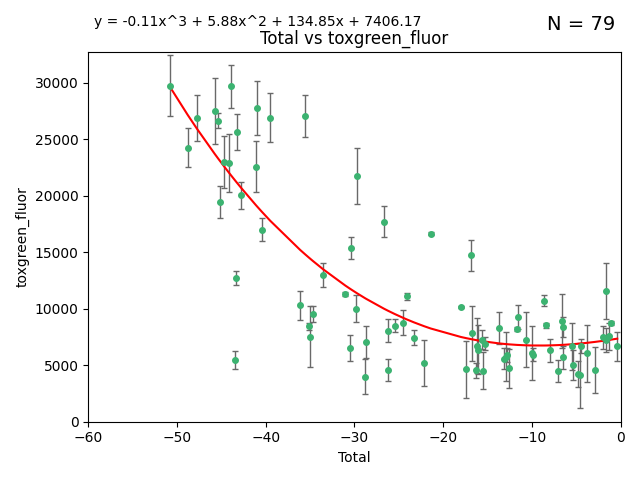 y = -0.11x^3 + 5.88x^2 + 134.85x + 7406.17
N = 79
Total vs toxgreen_fluor
30000
25000
20000
15000
10000
5000
0
toxgreen_fluor
−60
−50
−40
−30
−20
−10
0
Total